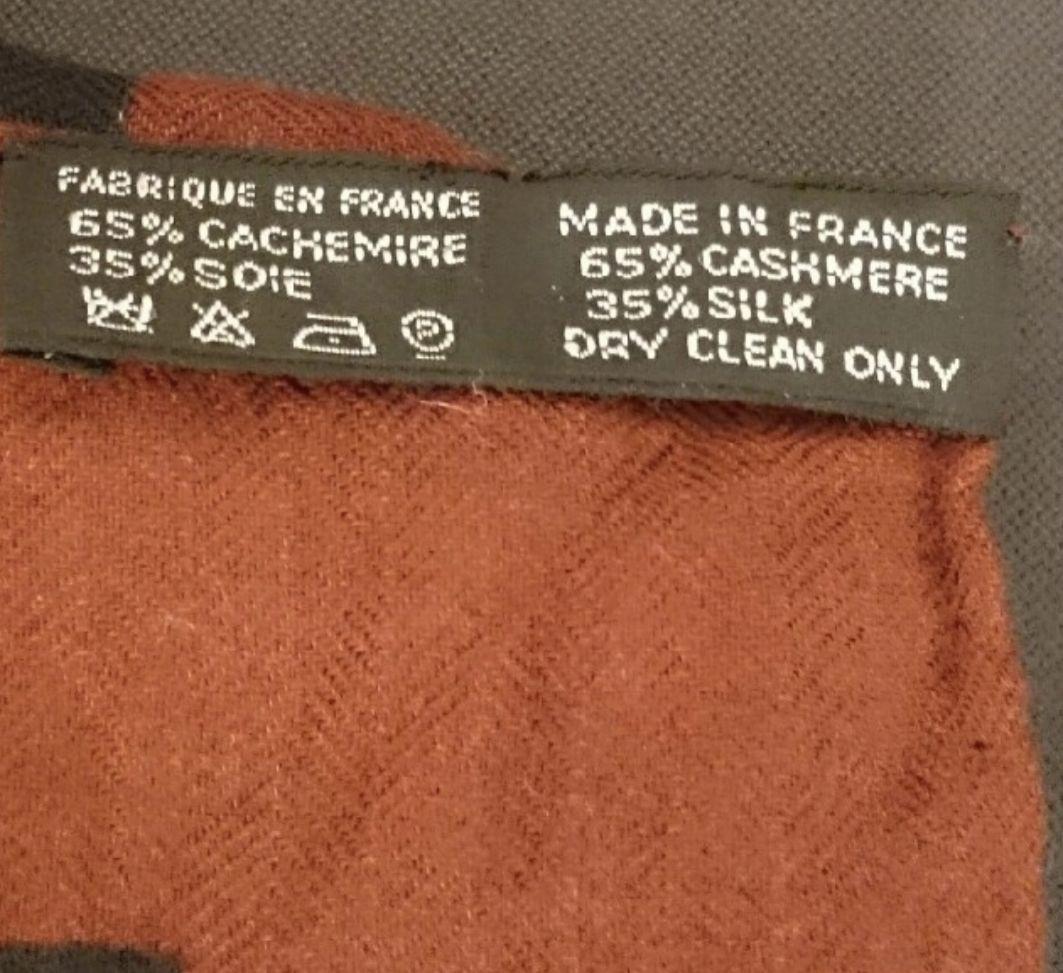 FABRIQUE EN FRANCE
65% CACHEMIRE
35% SOIE
P
MADE IN FRANCE
65% CASHMERE
35% SILK
DRY CLEAN ONLY